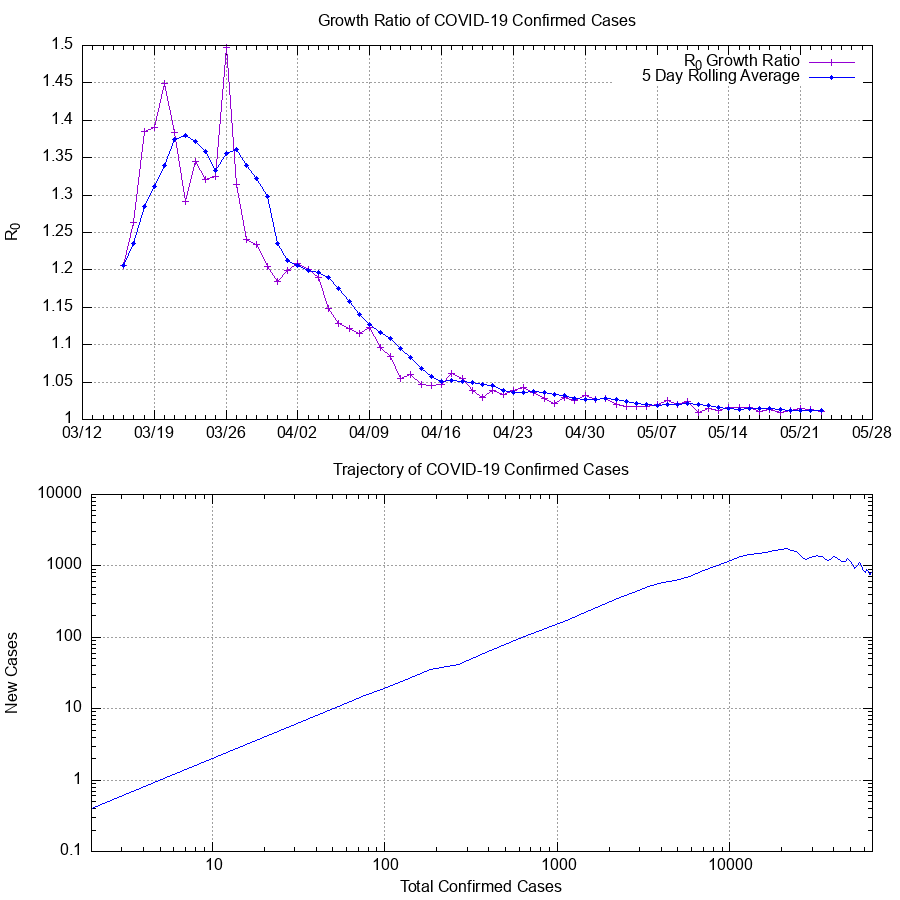 Growth Ratio of COVID-19 Confirmed Cases
1.5
1.45
1.4
1.35
1.3
1.25
1.2
1.15
1.1
1.05
1
R0
R0 Growth Ratio
5 Day Rolling Average
03/12 03/19 03/26 04/02 04/09 04/16 04/23 04/30 05/07 05/14 05/21 05/28
Trajectory of COVID-19 Confirmed Cases
10000
1000
100
10
1
0.1
New Cases
10 100 1000 10000
Total Confirmed Cases